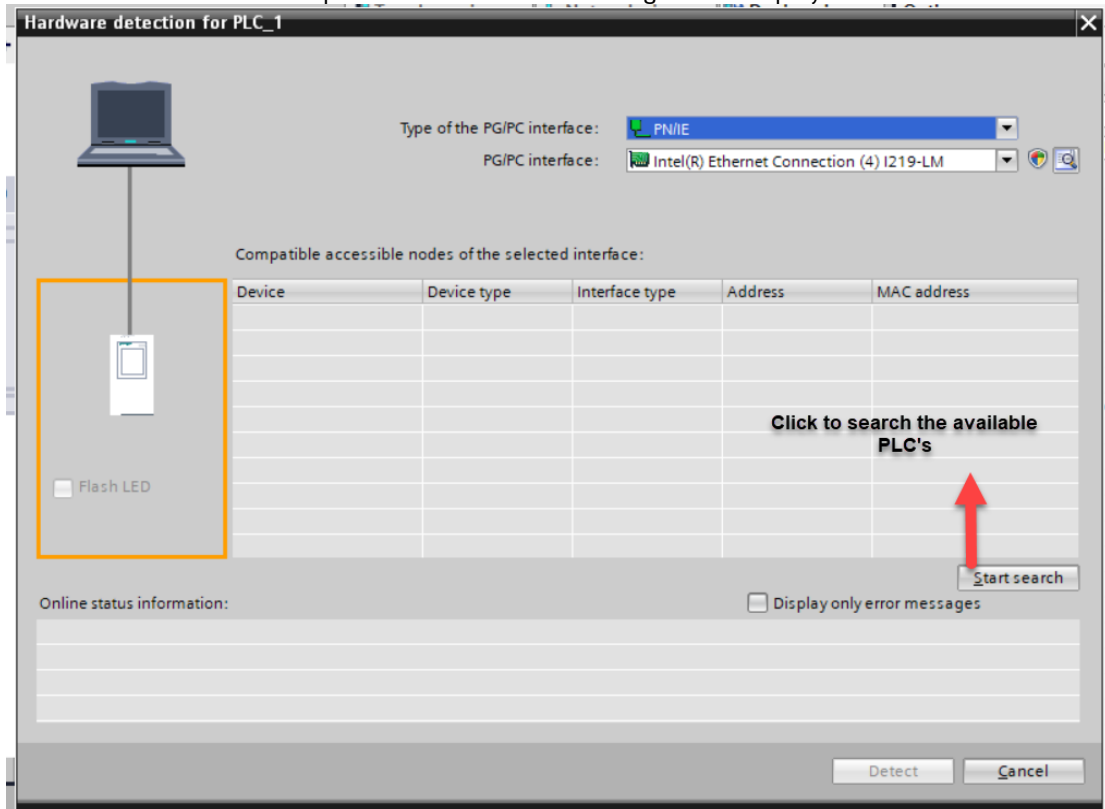 Hardware detection for PLC_1
Type of the PG/PC interface:
PN/IE
PG/PC interface:
Intel(R) Ethernet Connection (4) I219-LM
Compatible accessible nodes of the selected interface:
Device Device type Interface type Address MAC address
Click to search the available
PLC's
Flash LED
Start search
Online status information:
Display only error messages
Detect
Cancel